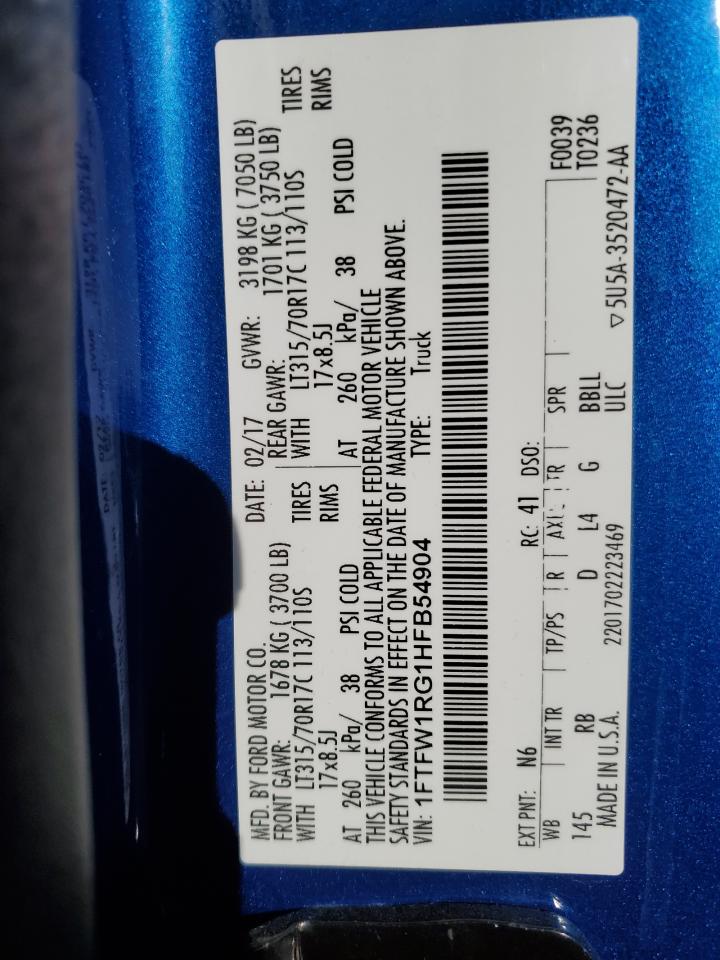 MFD. BY FORD MOTOR CO. DATE: 02/17 GVWR: 3198 KG ( 7050 LB)
FRONT GAWR: 1678 KG ( 3700 LB) REAR GAWR: 1701 KG ( 3750 LB)
WITH LT315/70R17C 113/110S TIRES WITH LT315/70R17C 113/110S TIRES
17x8.5J RIMS 17x8.5J RIMS
AT 260 kPa/ 38 PSI COLD AT 260 kPa/ 38 PSI COLD
THIS VEHICLE CONFORMS TO ALL APPLICABLE FEDERAL MOTOR VEHICLE
SAFETY STANDARDS IN EFFECT ON THE DATE OF MANUFACTURE SHOWN ABOVE.
VIN: 1FTFW1RG1HFB54904 TYPE: Truck
EXT PNT: N6 RC: 41 DSO:
WB INT TR TP/PS R AXLE TR SPR F0039
145 RB D L4 G BBLL T0236
MADE IN U.S.A. 2201702223469 ULC ▽5U5A-3520472-AA